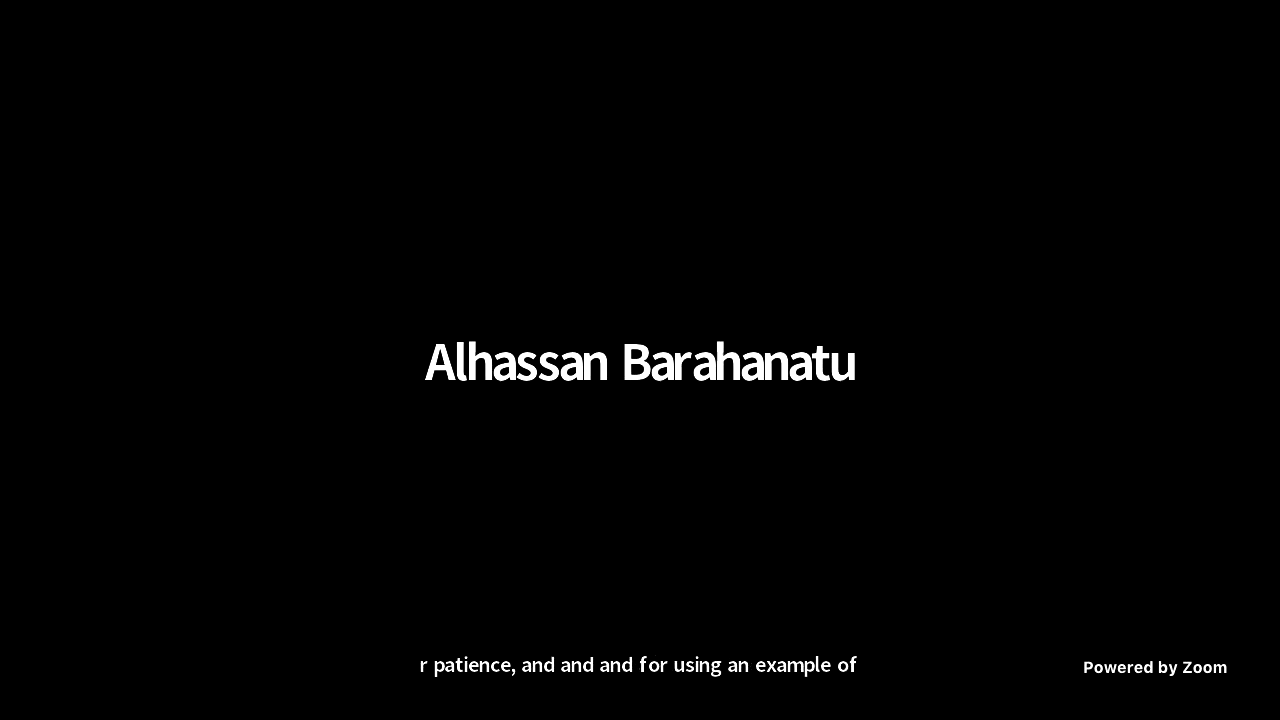 Alhassan Barahanatu
r patience, and and and for using an example of
Powered by Zoom